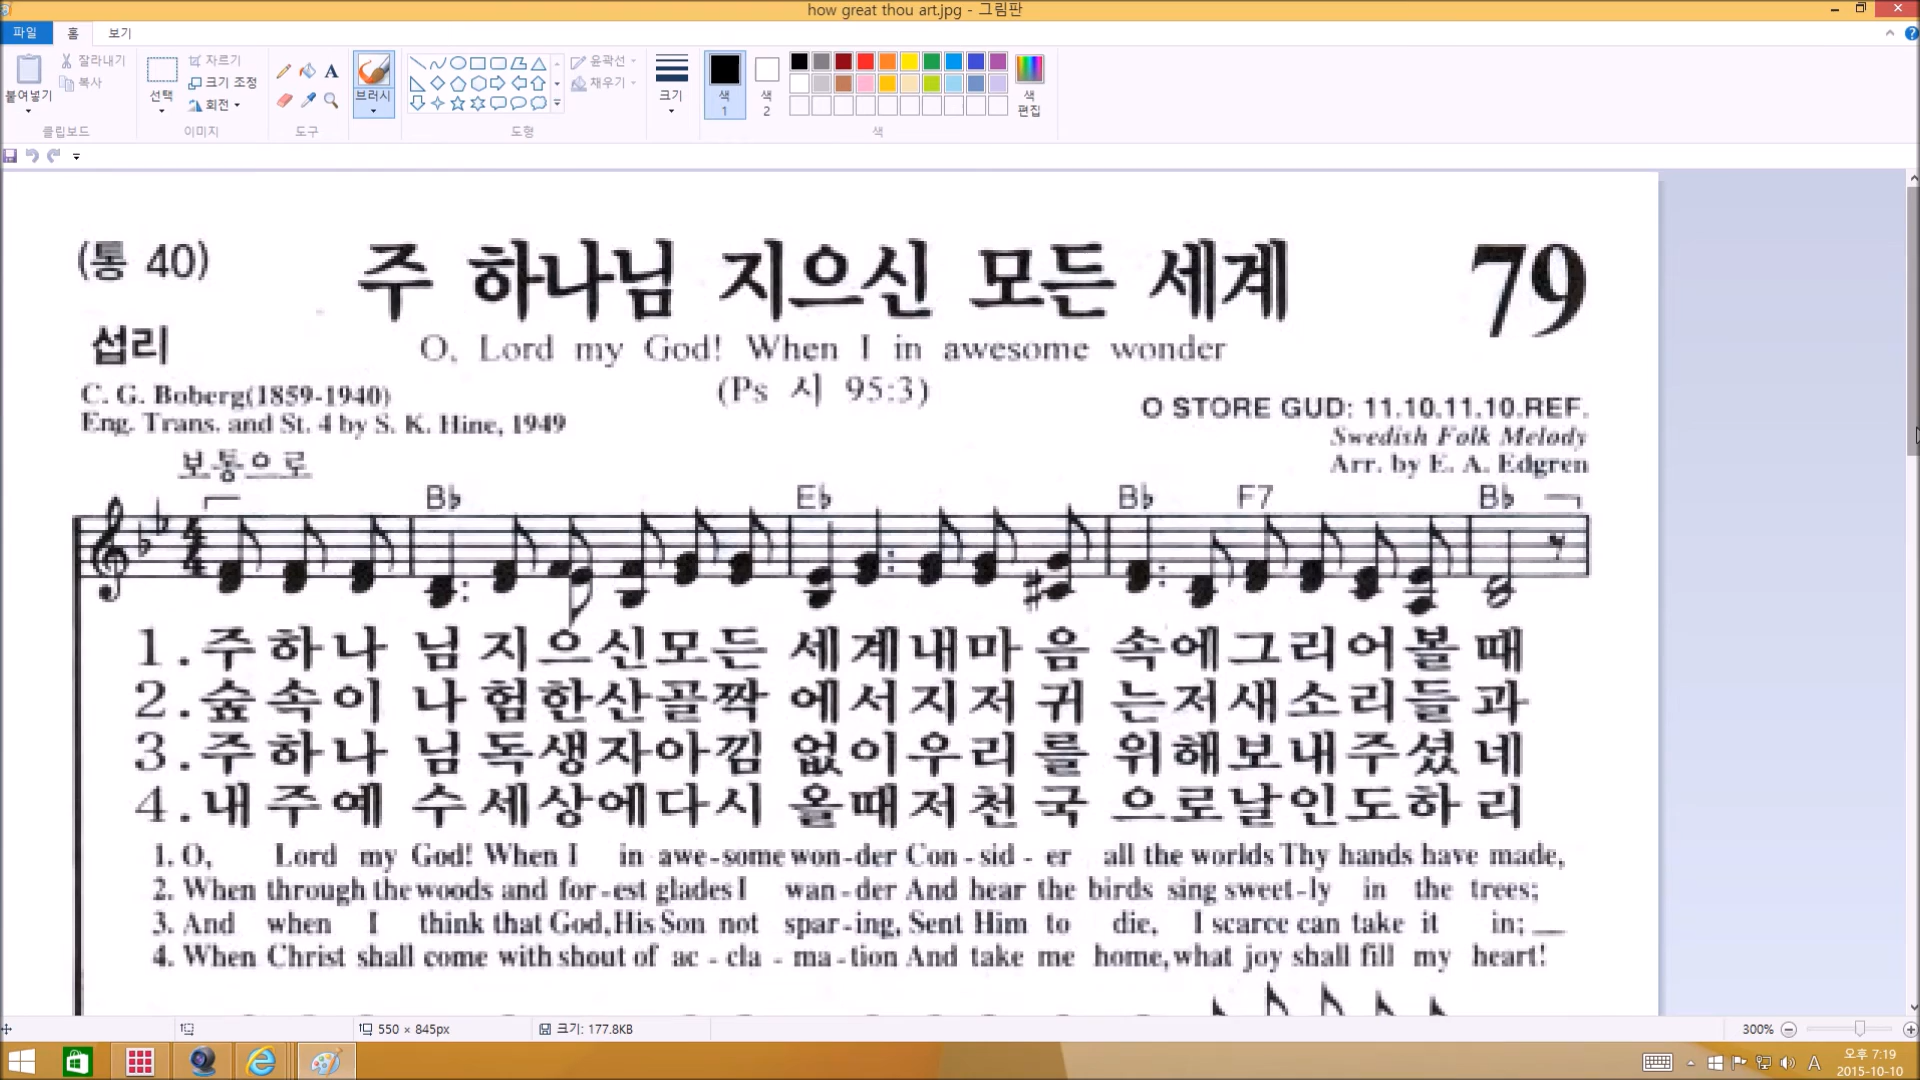 how great thou art.jpg - 그림판
파일 홈 보기
붙여넣기 잘라내기 복사 클립보드
선택 자르기 크기 조정 회전 이미지
A 도구
브러시
윤곽선 채우기 도형
크기
색 1 색 2 색 편집 색
(통 40) 주 하나님 지으신 모든 세계 79
섭리 O, Lord my God! When I in awesome wonder
(Ps 시 95:3)
C. G. Boberg(1859-1940)
Eng. Trans. and St. 4 by S. K. Hine, 1949
O STORE GUD: 11.10.11.10.REF.
Swedish Folk Melody
Arr. by E. A. Edgren
보통으로
B♭ E♭ B♭ F7 B♭
4/4
1. 주 하 나 님 지 으 신 모 든 세 계 내 마 음 속 에 그 리 어 볼 때
2. 숲 속 이 나 험 한 산 골 짝 에 서 지 저 귀 는 저 새 소 리 들 과
3. 주 하 나 님 독 생 자 아 낌 없 이 우 리 를 위 해 보 내 주 셨 네
4. 내 주 예 수 세 상 에 다 시 올 때 저 천 국 으 로 날 인 도 하 리
1. O, Lord my God! When I in awe-some won-der Con-sid-er all the worlds Thy hands have made,
2. When through the woods and for-est glades I wan-der And hear the birds sing sweet-ly in the trees;
3. And when I think that God, His Son not spar-ing, Sent Him to die, I scarce can take it in; __
4. When Christ shall come with shout of ac-cla-ma-tion And take me home, what joy shall fill my heart!
550 × 845px 크기: 177.8KB 300%
A 오후 7:19
2015-10-10